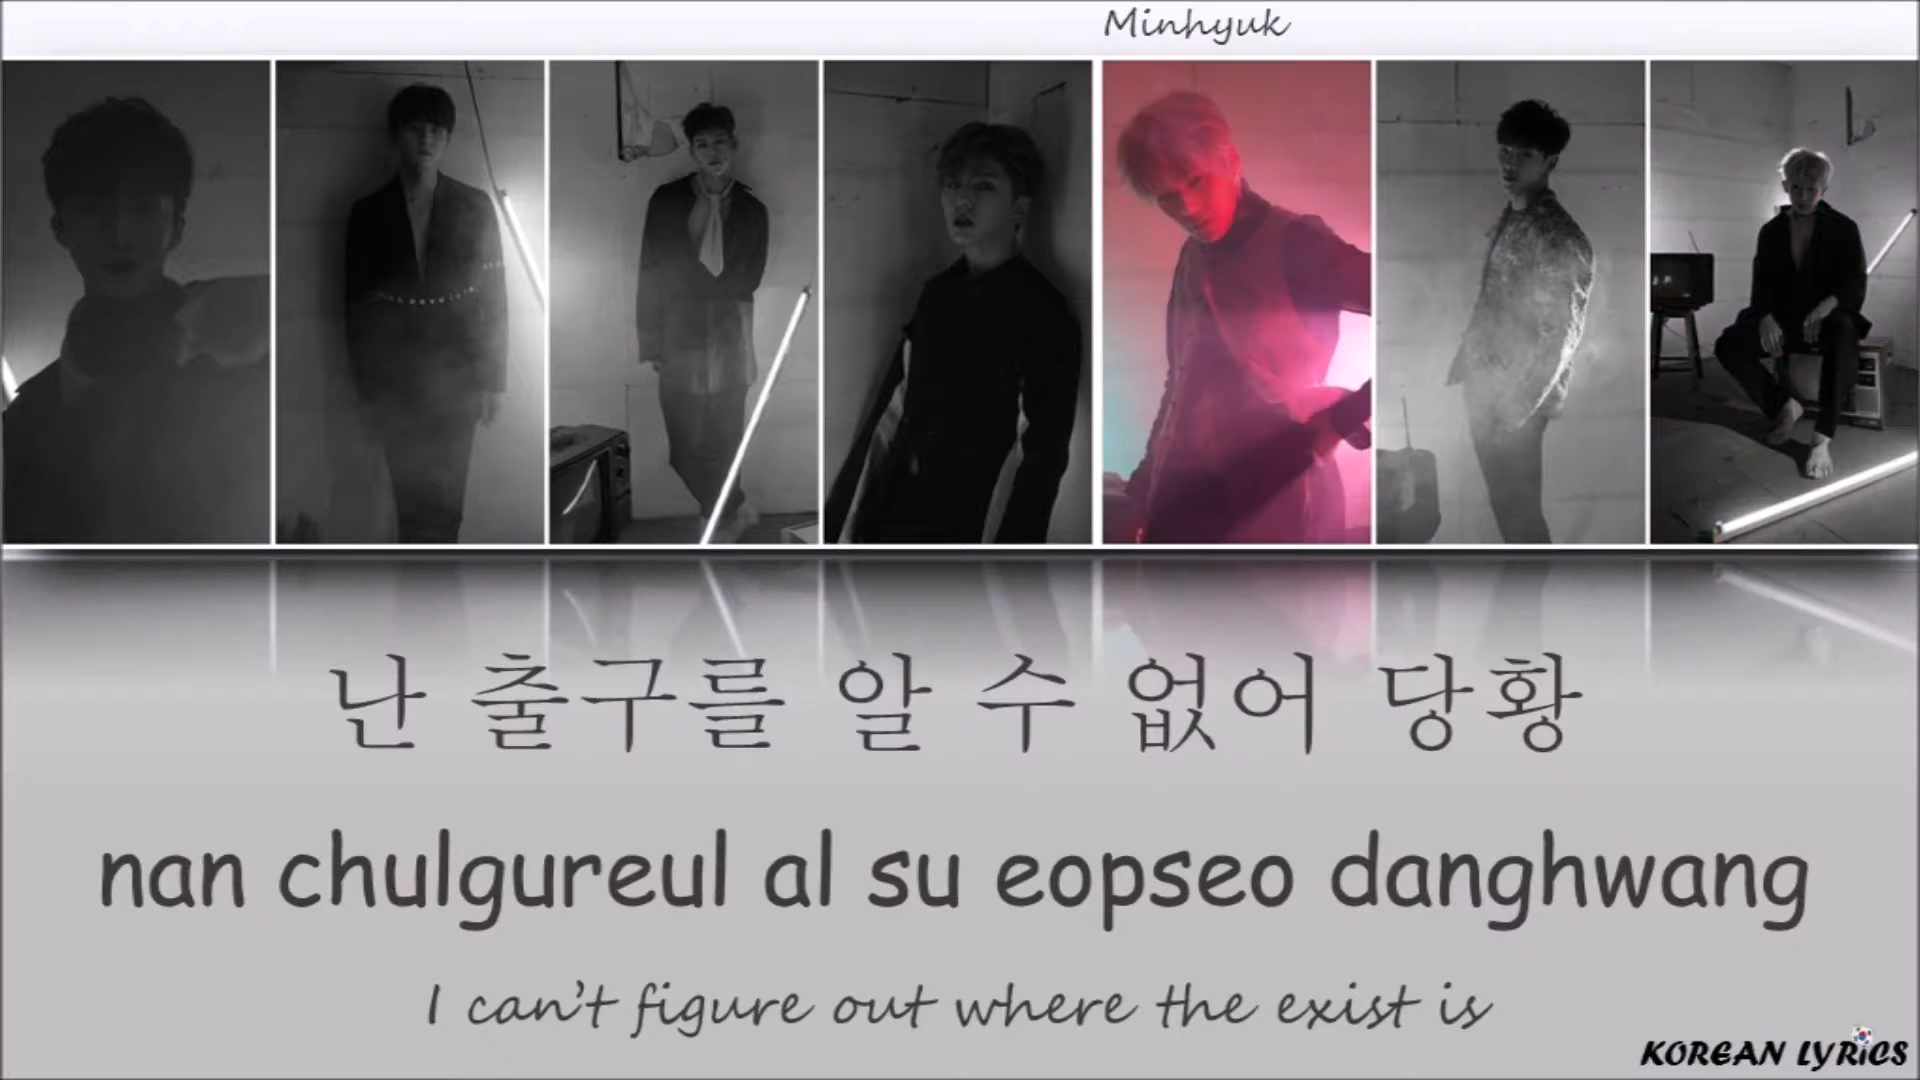 Minhyuk
난 출구를 알 수 없어 당황
nan chulgureul al su eopseo danghwang
I can't figure out where the exist is
KOREAN LYRiCS